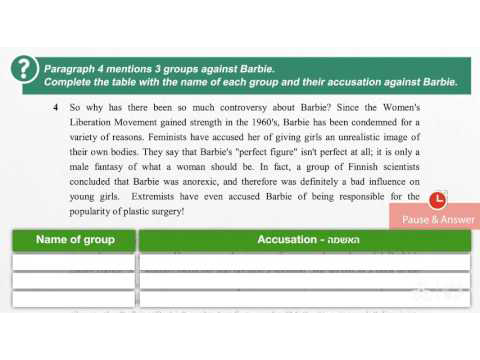 ?
Paragraph 4 mentions 3 groups against Barbie.
Complete the table with the name of each group and their accusation against Barbie.
4 So why has there been so much controversy about Barbie? Since the Women's
Liberation Movement gained strength in the 1960's, Barbie has been condemned for a
variety of reasons. Feminists have accused her of giving girls an unrealistic image of
their own bodies. They say that Barbie's "perfect figure" isn't perfect at all; it is only a
male fantasy of what a woman should be. In fact, a group of Finnish scientists
concluded that Barbie was anorexic, and therefore was definitely a bad influence on
young girls. Extremists have even accused Barbie of being responsible for the
popularity of plastic surgery!
Pause & Answer
Name of group
Accusation - האשמה